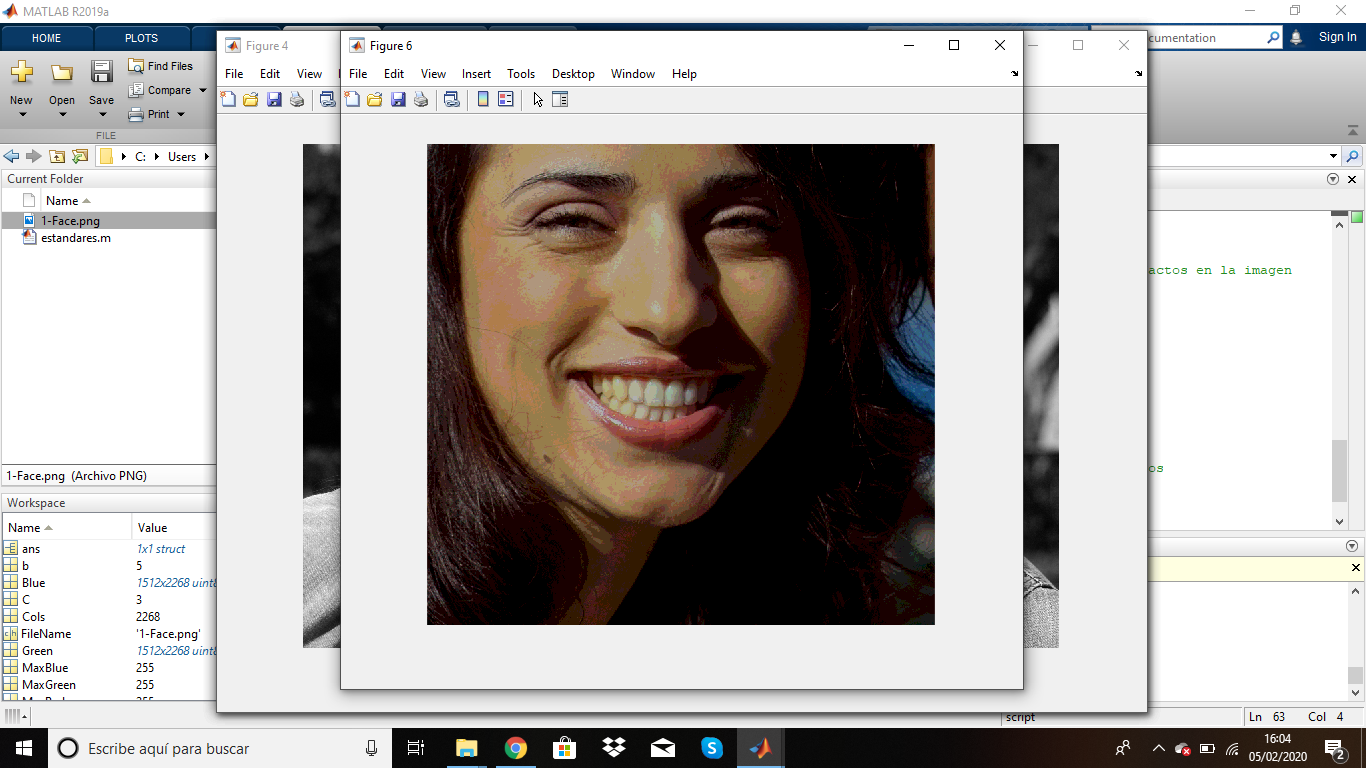 MATLAB R2019a
HOME
PLOTS
cumentation
Sign In
New
Open
Save
Find Files
Compare
Print
FILE
C:
Users
Current Folder
Name
1-Face.png
estandares.m
1-Face.png (Archivo PNG)
Workspace
Name
Value
ans
1x1 struct
b
5
Blue
1512x2268 uint8
C
3
Cols
2268
FileName
'1-Face.png'
Green
1512x2268 uint8
MaxBlue
255
MaxGreen
255
Figure 4
File
Edit
View
Figure 6
File
Edit
View
Insert
Tools
Desktop
Window
Help
actos en la imagen
os
script
Ln 63
Col 4
Escribe aquí para buscar
16:04
05/02/2020
2